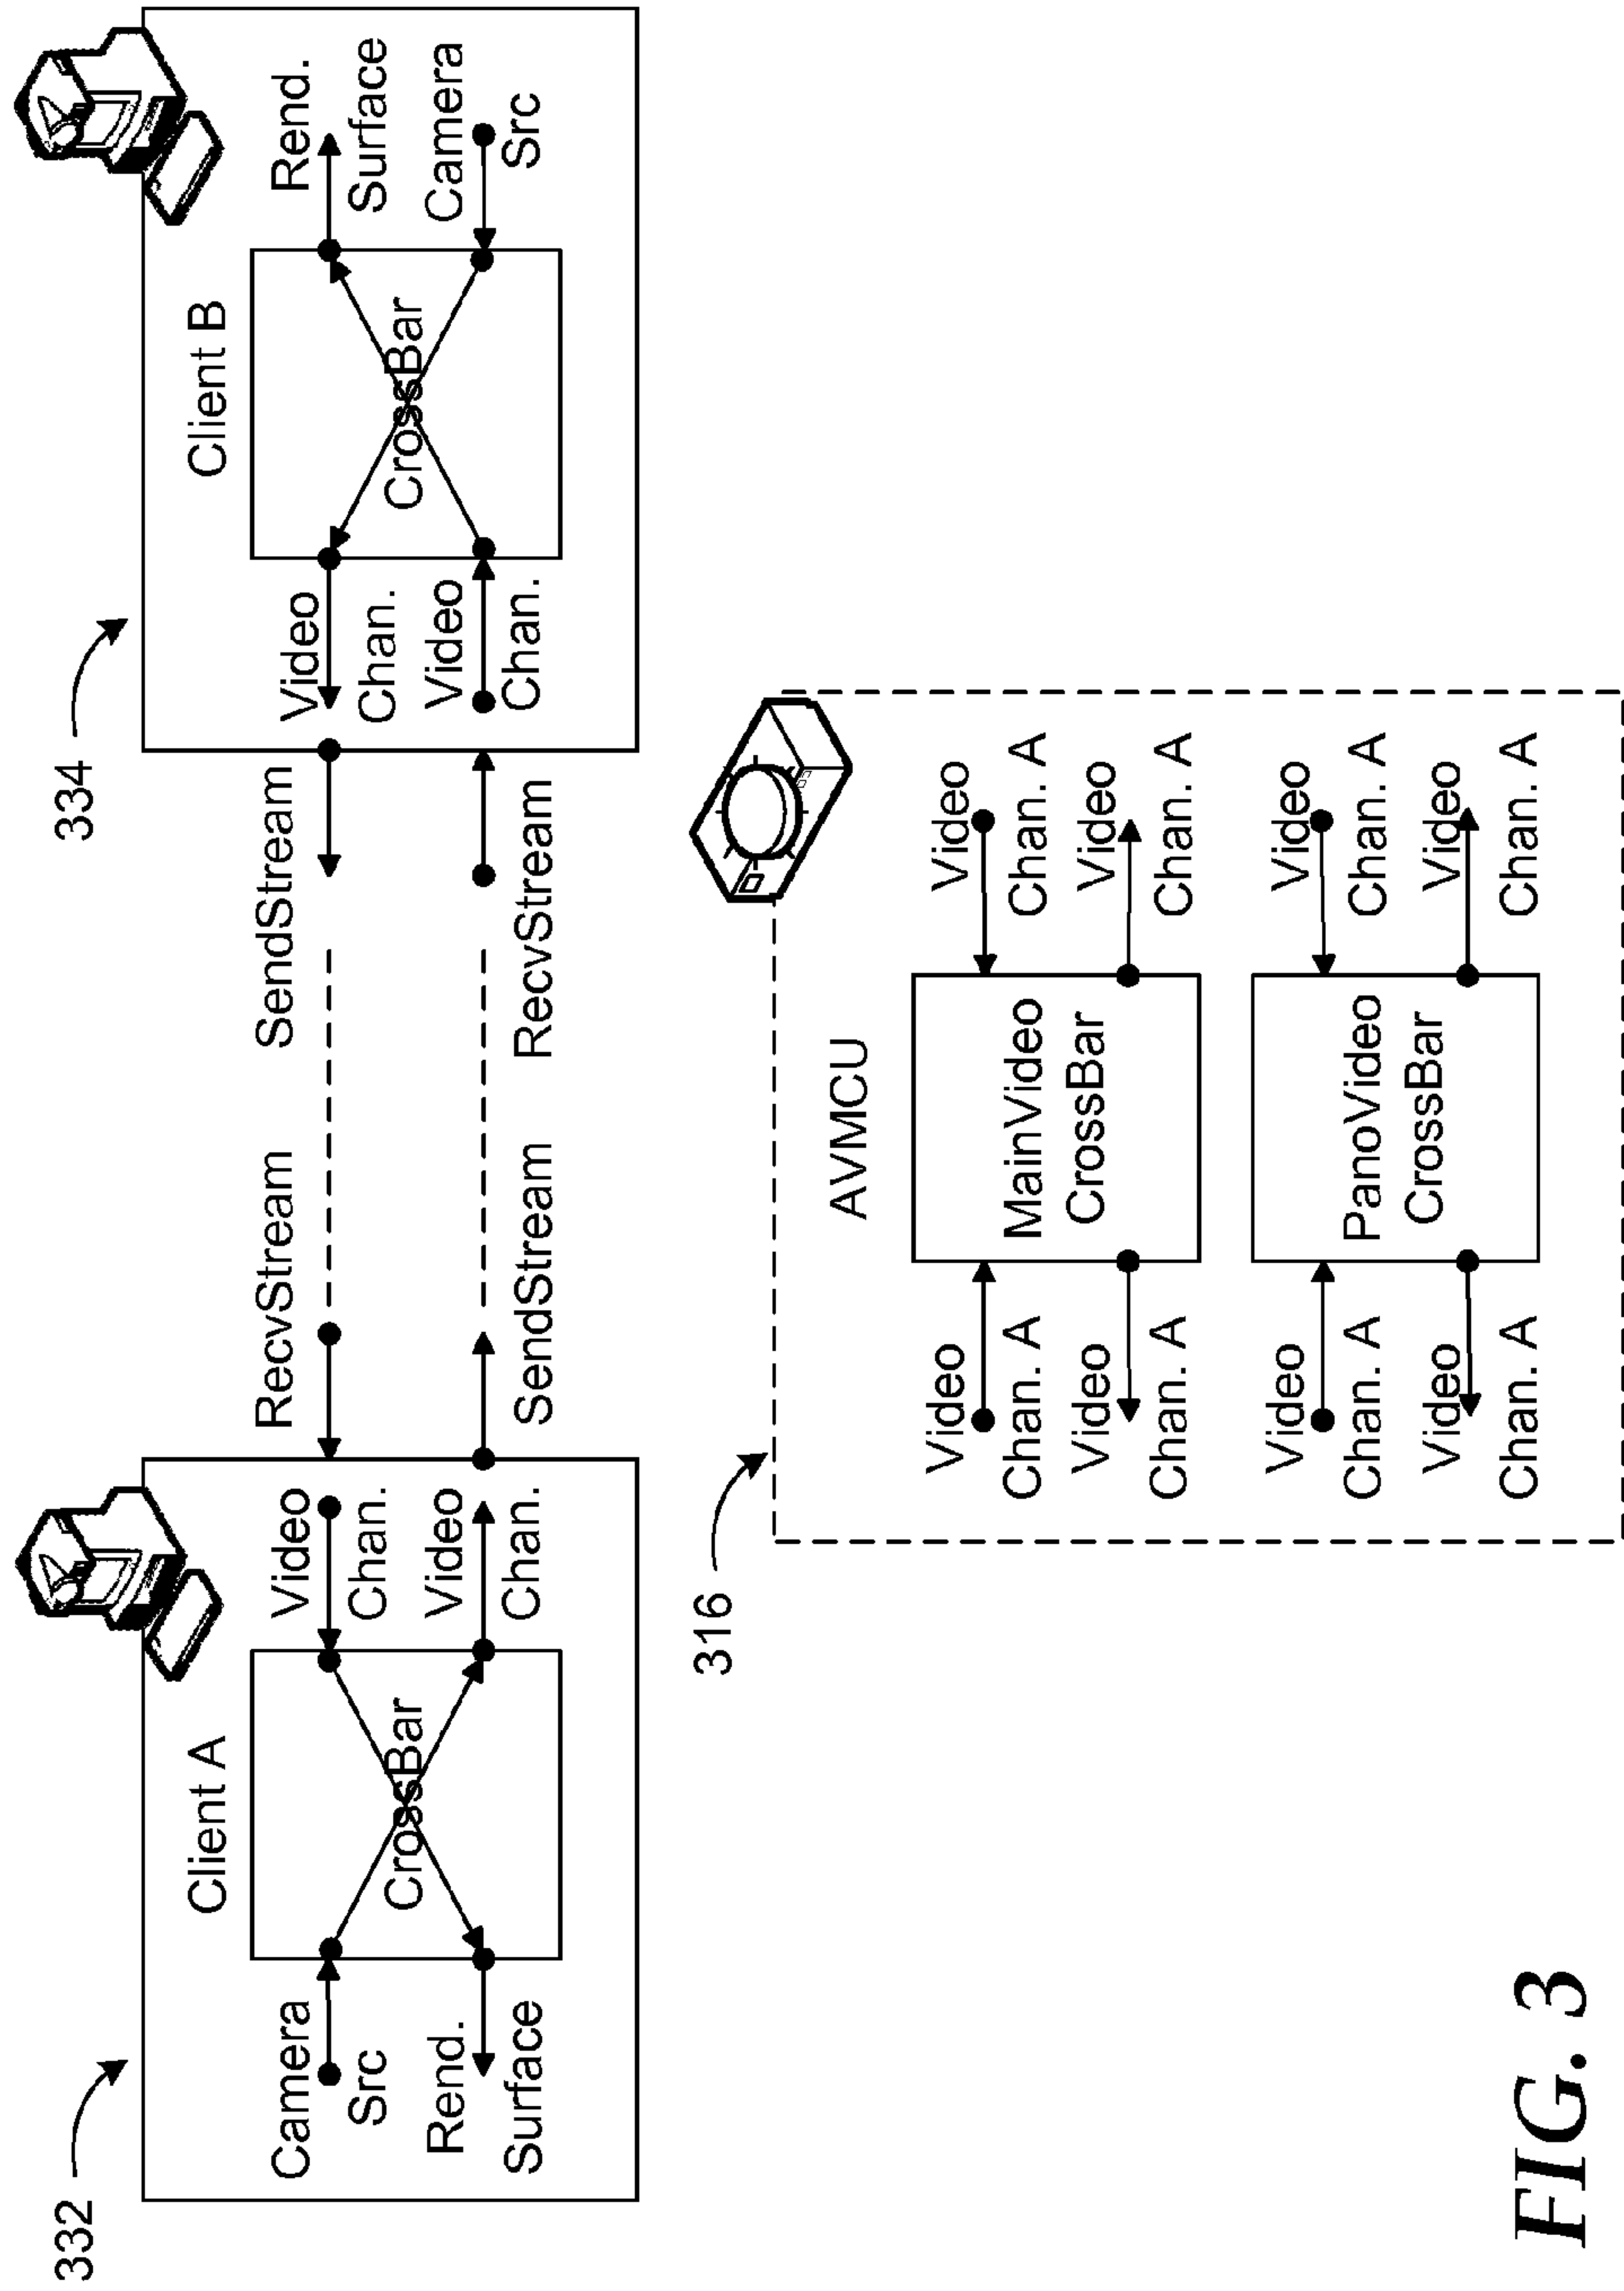 332
334
Client A
Client B
Camera
Src
Rend.
Surface
CrossBar
Video
Chan.
Video
Chan.
RecvStream
SendStream
SendStream
RecvStream
Video
Chan.
Video
Chan.
CrossBar
Rend.
Surface
Camera
Src
316
AVMCU
Video
Chan. A
Video
Chan. A
MainVideo
CrossBar
Video
Chan. A
Video
Chan. A
Video
Chan. A
Video
Chan. A
PanoVideo
CrossBar
Video
Chan. A
Video
Chan. A
FIG. 3